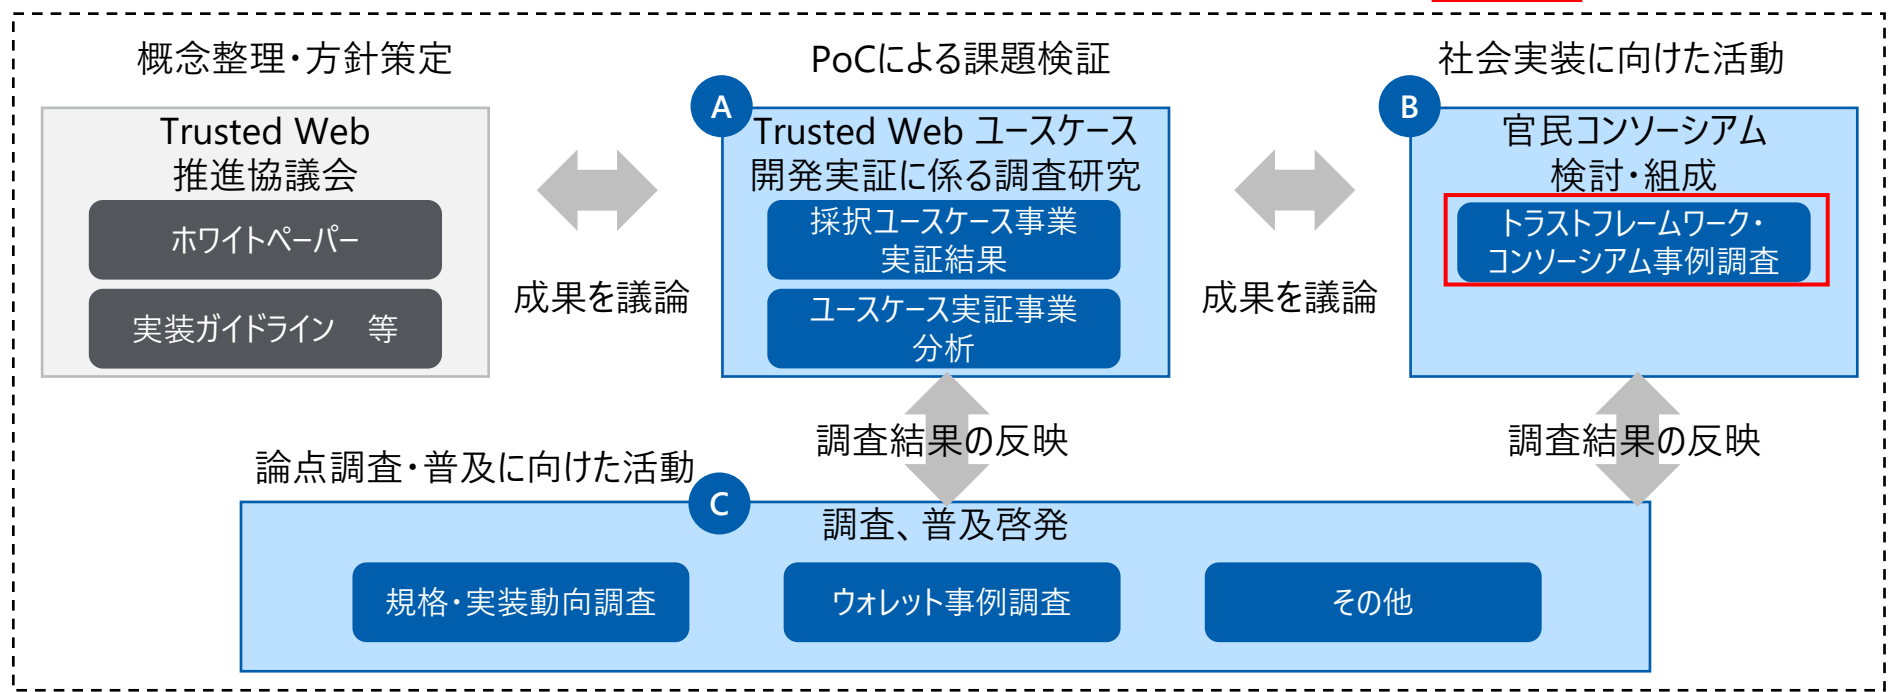 概念整理・方針策定
Trusted Web
推進協議会
ホワイトペーパー
実装ガイドライン 等
成果を議論
PoCによる課題検証
A
Trusted Web ユースケース
開発実証に係る調査研究
採択ユースケース事業
実証結果
ユースケース実証事業
分析
成果を議論
社会実装に向けた活動
B
官民コンソーシアム
検討・組成
トラストフレームワーク・
コンソーシアム事例調査
調査結果の反映
調査結果の反映
論点調査・普及に向けた活動
C
調査、普及啓発
規格・実装動向調査
ウォレット事例調査
その他